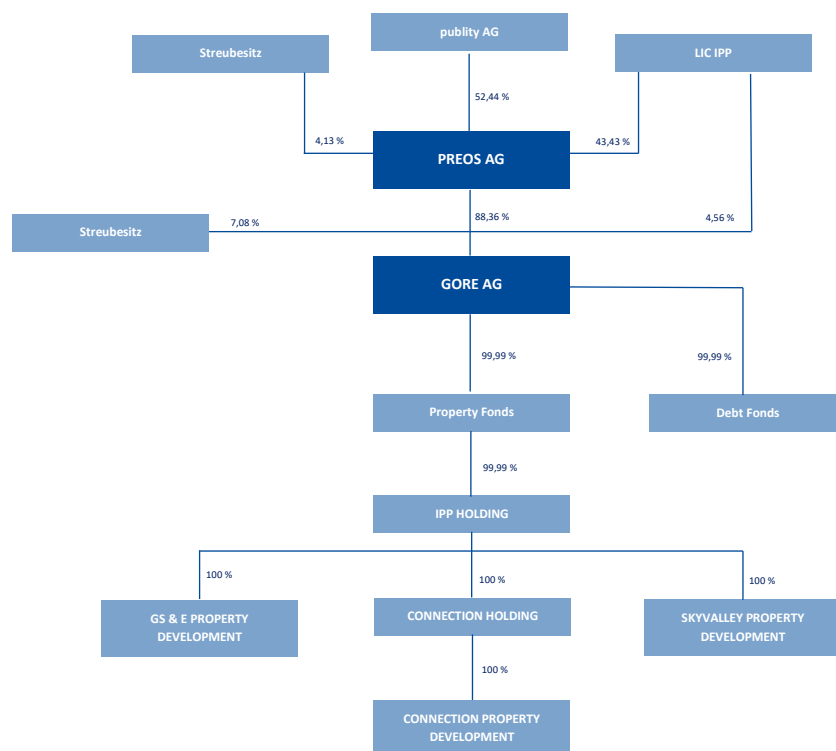 publity AG
Streubesitz
LIC IPP
52,44 %
4,13 %
43,43 %
PREOS AG
7,08 %
88,36 %
4,56 %
Streubesitz
GORE AG
99,99 %
99,99 %
Property Fonds
Debt Fonds
99,99 %
IPP HOLDING
100 %
100 %
100 %
GS & E PROPERTY
DEVELOPMENT
CONNECTION HOLDING
SKYVALLEY PROPERTY
DEVELOPMENT
100 %
CONNECTION PROPERTY
DEVELOPMENT